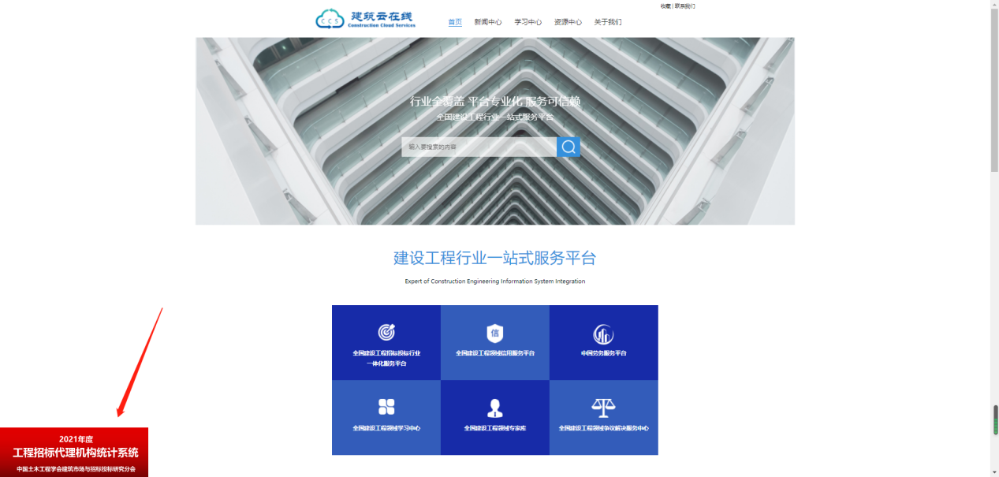 收藏 | 联系我们
CCS
建筑云在线
Construction Cloud Services
首页 新闻中心 学习中心 资源中心 关于我们
行业全覆盖 平台专业化 服务可信赖
全国建设工程行业一站式服务平台
输入要搜索的内容
建设工程行业一站式服务平台
Expert of Construction Engineering Information System Integration
全国建设工程招标投标行业
一体化服务平台
信
全国建设工程领域信用服务平台
中国劳务服务平台
全国建设工程领域学习中心
全国建设工程领域专家库
全国建设工程领域争议解决服务中心
2021年度
工程招标代理机构统计系统
中国土木工程学会建筑市场与招标投标研究分会